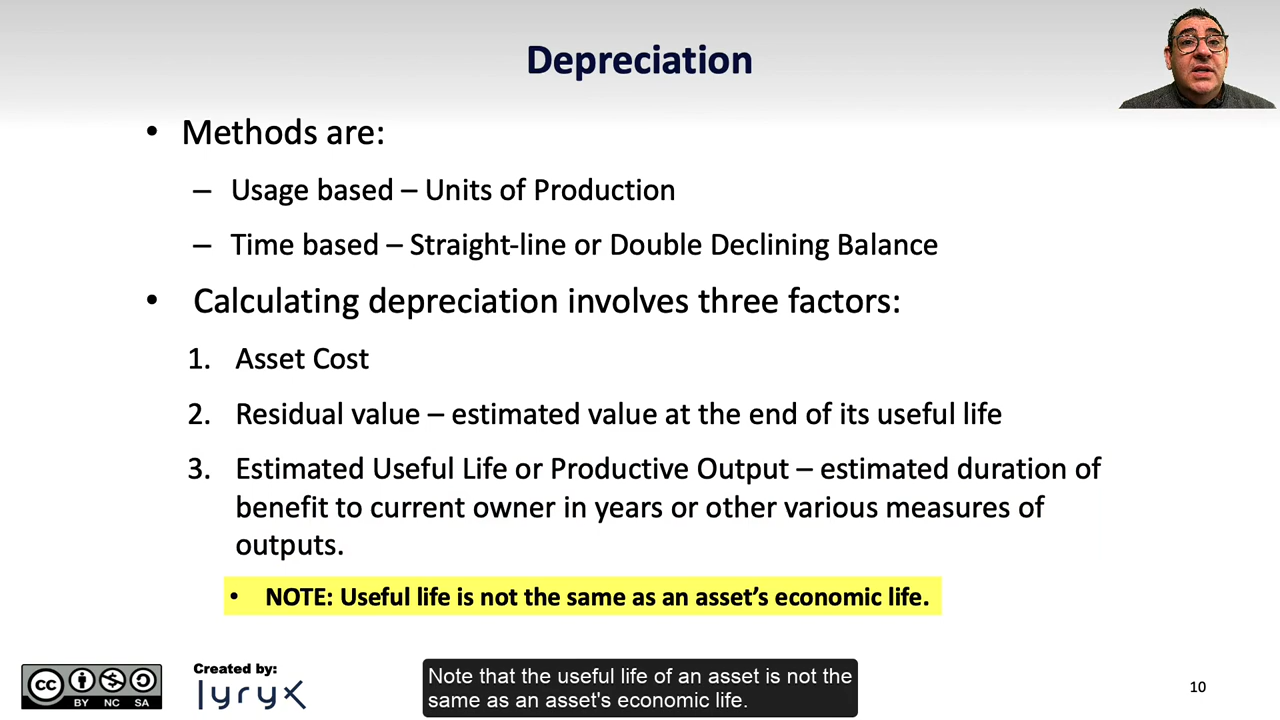 Depreciation
• Methods are:
– Usage based – Units of Production
– Time based – Straight-line or Double Declining Balance
• Calculating depreciation involves three factors:
1. Asset Cost
2. Residual value – estimated value at the end of its useful life
3. Estimated Useful Life or Productive Output – estimated duration of
benefit to current owner in years or other various measures of
outputs.
• NOTE: Useful life is not the same as an asset’s economic life.
cc BY NC SA
Created by:
lyryx
Note that the useful life of an asset is not the
same as an asset's economic life.
10